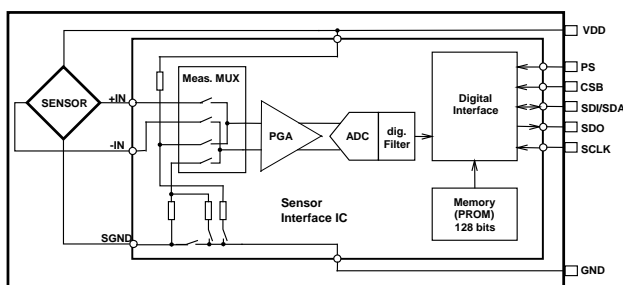 VDD
PS
CSB
SDI/SDA
SDO
SCLK
GND
SENSOR
+IN
-IN
SGND
Meas. MUX
PGA
ADC
dig.
Filter
Digital
Interface
Memory
(PROM)
128 bits
Sensor
Interface IC